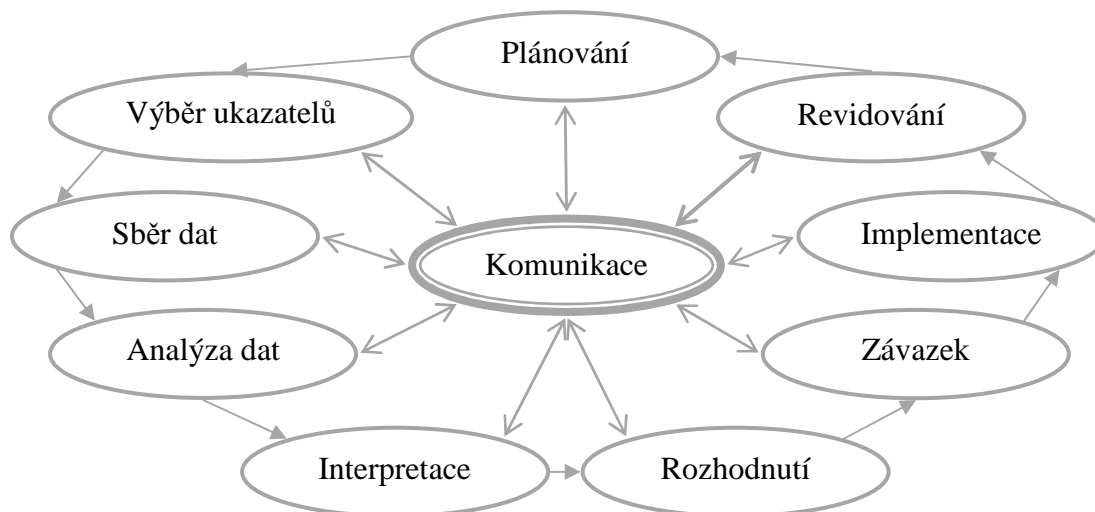 Plánování
Výběr ukazatelů
Revidování
Sběr dat
Komunikace
Implementace
Analýza dat
Závazek
Interpretace
Rozhodnutí